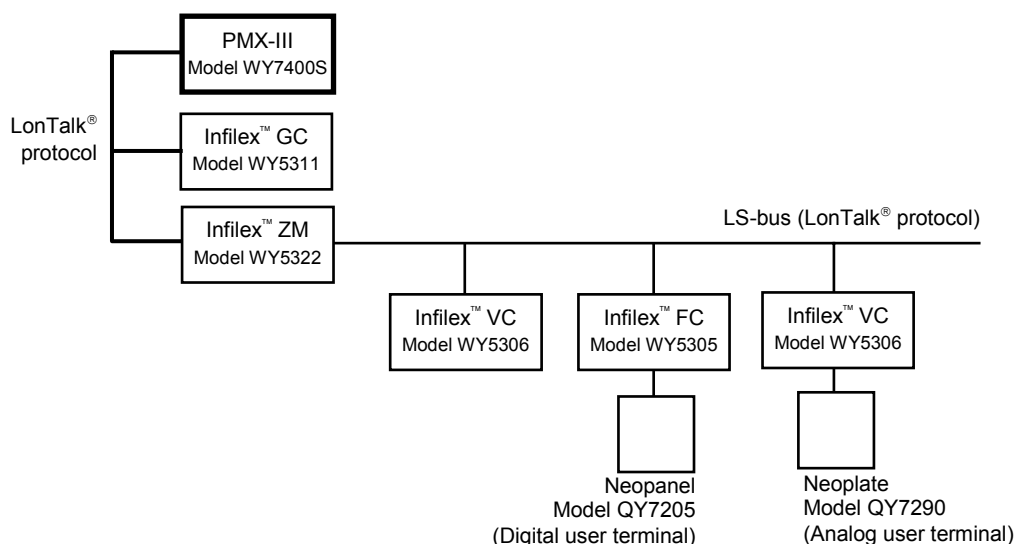 PMX-III
Model WY7400S
LonTalk®
protocol
Infilex™ GC
Model WY5311
Infilex™ ZM
Model WY5322
LS-bus (LonTalk® protocol)
Infilex™ VC
Model WY5306
Infilex™ FC
Model WY5305
Infilex™ VC
Model WY5306
Neopanel
Model QY7205
(Digital user terminal)
Neoplate
Model QY7290
(Analog user terminal)